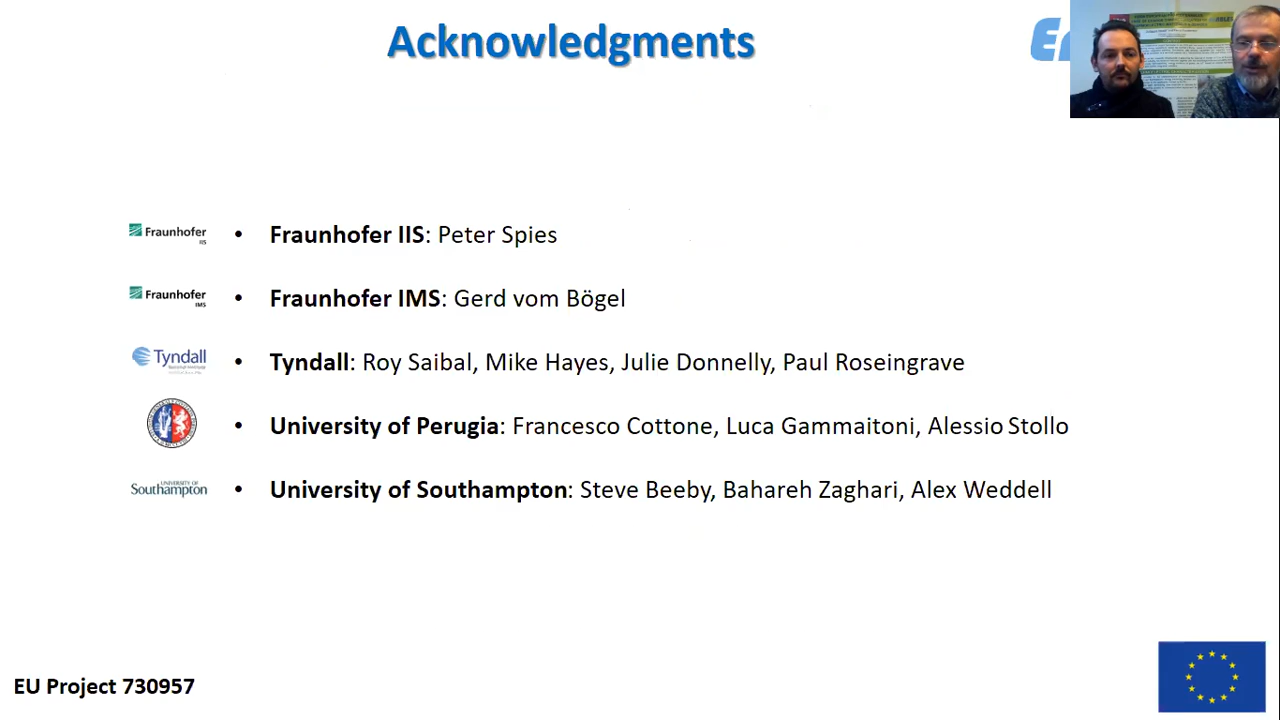 Acknowledgments
Fraunhofer
IIS
• Fraunhofer IIS: Peter Spies
Fraunhofer
IMS
• Fraunhofer IMS: Gerd vom Bögel
Tyndall
• Tyndall: Roy Saibal, Mike Hayes, Julie Donnelly, Paul Roseingrave
• University of Perugia: Francesco Cottone, Luca Gammaitoni, Alessio Stollo
UNIVERSITY OF
Southampton
• University of Southampton: Steve Beeby, Bahareh Zaghari, Alex Weddell
EU Project 730957